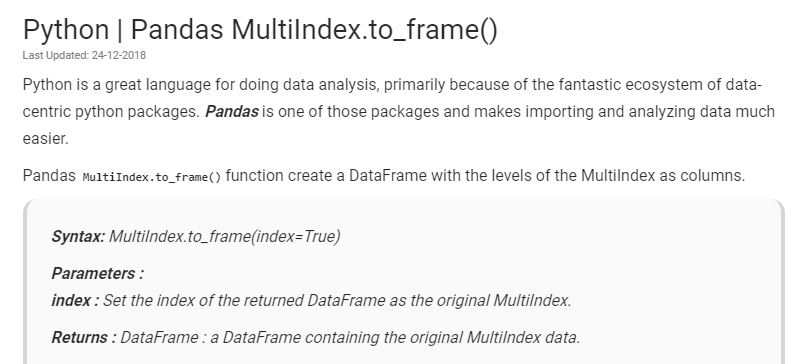 Python | Pandas MultiIndex.to_frame()
Last Updated: 24-12-2018
Python is a great language for doing data analysis, primarily because of the fantastic ecosystem of data-
centric python packages. Pandas is one of those packages and makes importing and analyzing data much
easier.
Pandas MultiIndex.to_frame() function create a DataFrame with the levels of the MultiIndex as columns.
Syntax: MultiIndex.to_frame(index=True)
Parameters :
index : Set the index of the returned DataFrame as the original MultiIndex.
Returns : DataFrame : a DataFrame containing the original MultiIndex data.